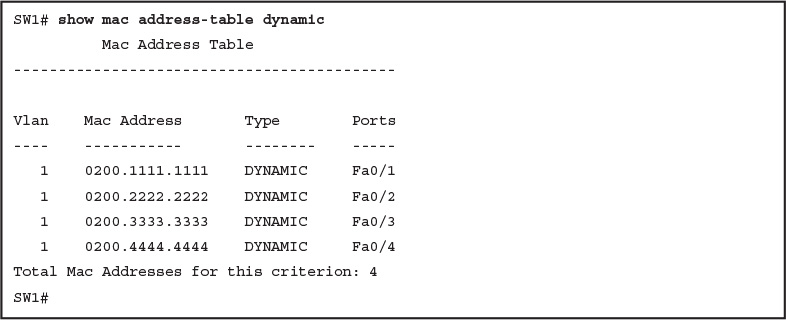 SW1# show mac address-table dynamic
Mac Address Table
-------------------------------------------
Vlan    Mac Address       Type        Ports
----    -----------       --------    -----
   1    0200.1111.1111    DYNAMIC     Fa0/1
   1    0200.2222.2222    DYNAMIC     Fa0/2
   1    0200.3333.3333    DYNAMIC     Fa0/3
   1    0200.4444.4444    DYNAMIC     Fa0/4
Total Mac Addresses for this criterion: 4
SW1#